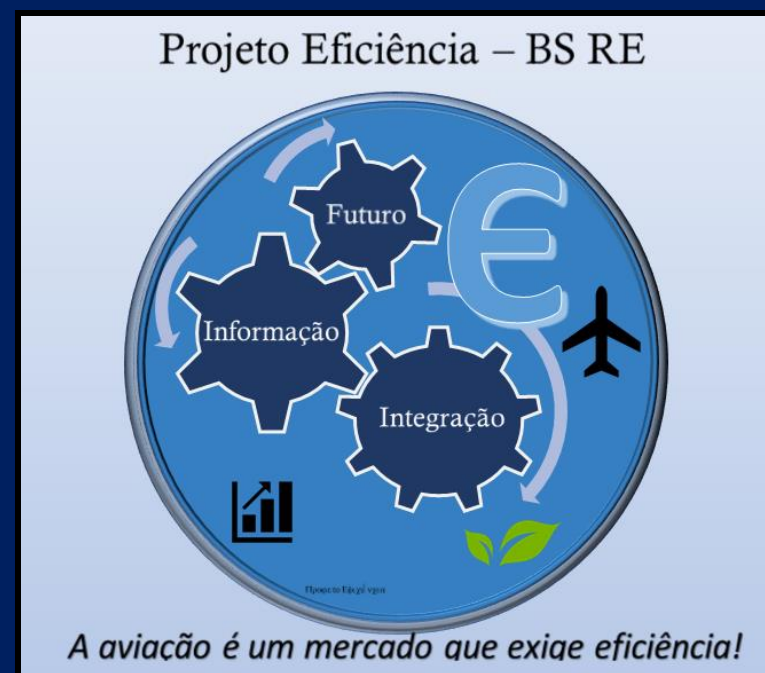 Projeto Eficiência – BS RE
Futuro
Є
Informação
Integração
A aviação é um mercado que exige eficiência!